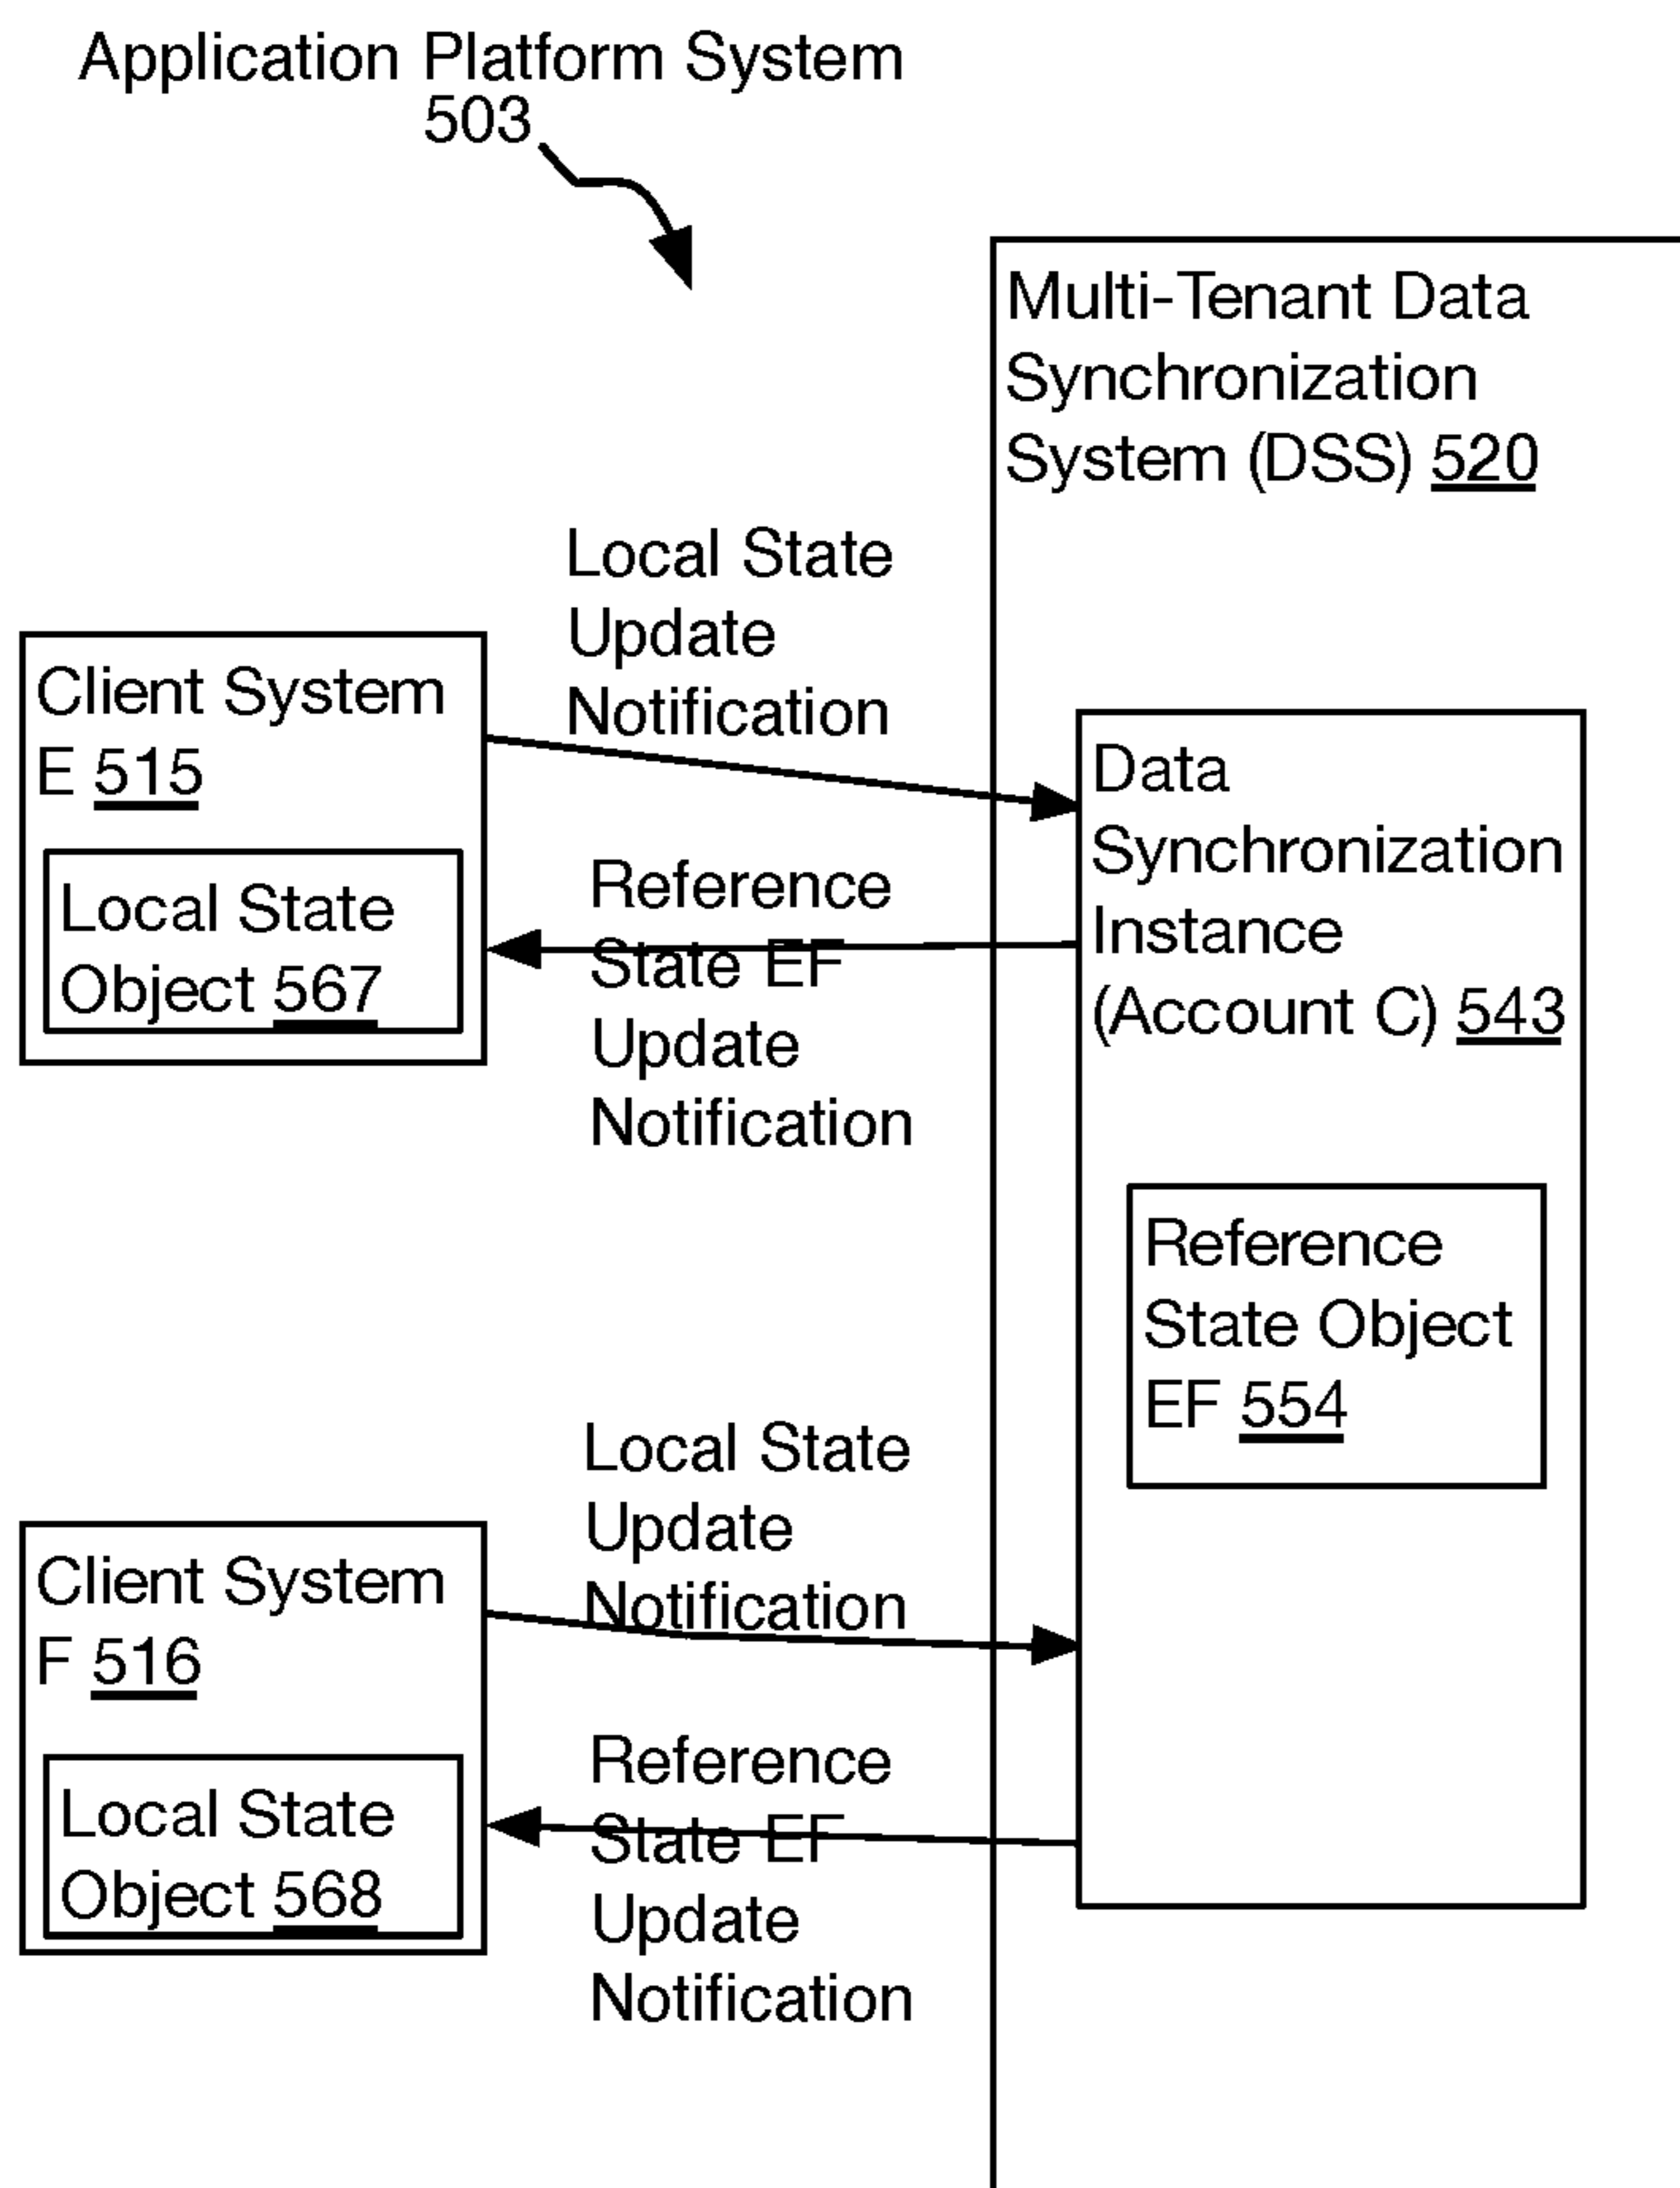 Application Platform System
503
Multi-Tenant Data
Synchronization
System (DSS) 520
Local State
Update
Notification
Client System
E 515
Local State
Object 567
Reference
State EF
Update
Notification
Data
Synchronization
Instance
(Account C) 543
Reference
State Object
EF 554
Local State
Update
Notification
Client System
F 516
Local State
Object 568
Reference
State EF
Update
Notification